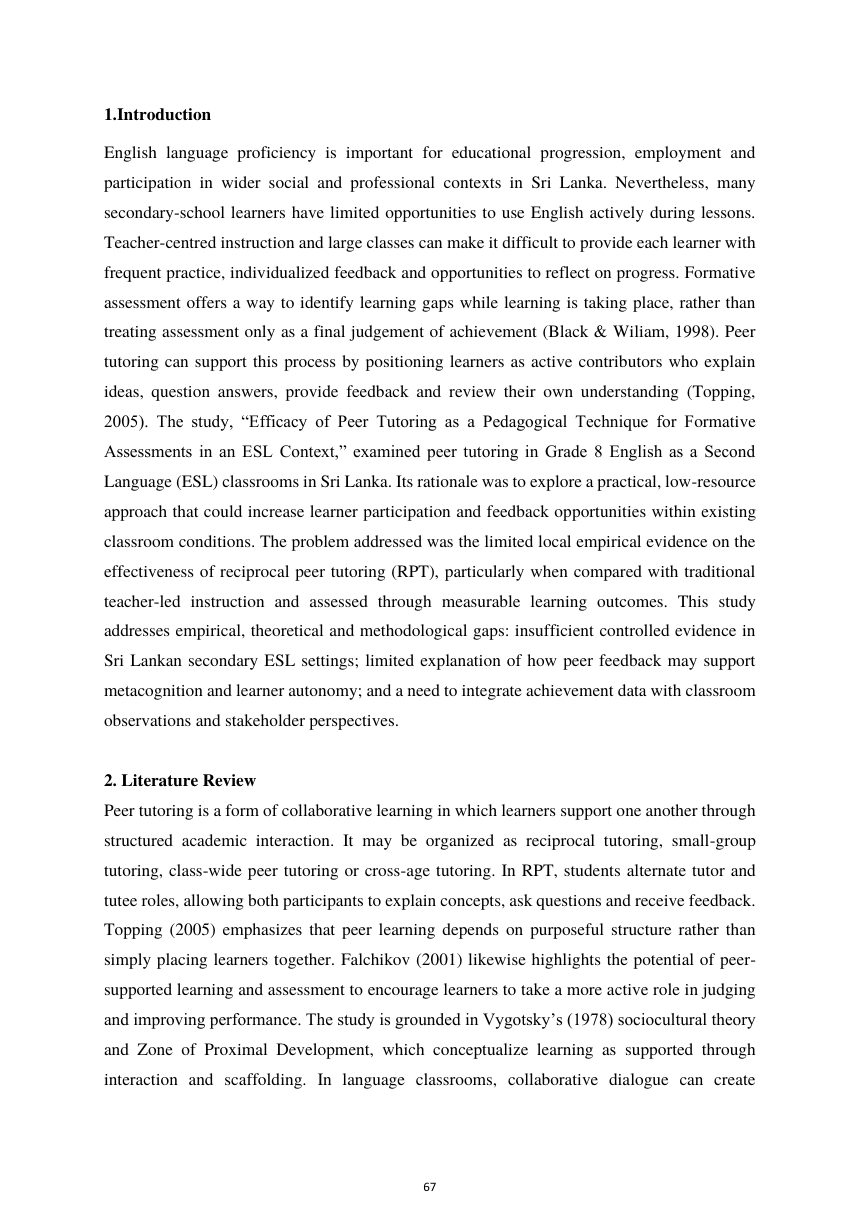 1.Introduction
English language proficiency is important for educational progression, employment and
participation in wider social and professional contexts in Sri Lanka. Nevertheless, many
secondary-school learners have limited opportunities to use English actively during lessons.
Teacher-centred instruction and large classes can make it difficult to provide each learner with
frequent practice, individualized feedback and opportunities to reflect on progress. Formative
assessment offers a way to identify learning gaps while learning is taking place, rather than
treating assessment only as a final judgement of achievement (Black & Wiliam, 1998). Peer
tutoring can support this process by positioning learners as active contributors who explain
ideas, question answers, provide feedback and review their own understanding (Topping,
2005). The study, “Efficacy of Peer Tutoring as a Pedagogical Technique for Formative
Assessments in an ESL Context,” examined peer tutoring in Grade 8 English as a Second
Language (ESL) classrooms in Sri Lanka. Its rationale was to explore a practical, low-resource
approach that could increase learner participation and feedback opportunities within existing
classroom conditions. The problem addressed was the limited local empirical evidence on the
effectiveness of reciprocal peer tutoring (RPT), particularly when compared with traditional
teacher-led instruction and assessed through measurable learning outcomes. This study
addresses empirical, theoretical and methodological gaps: insufficient controlled evidence in
Sri Lankan secondary ESL settings; limited explanation of how peer feedback may support
metacognition and learner autonomy; and a need to integrate achievement data with classroom
observations and stakeholder perspectives.
2. Literature Review
Peer tutoring is a form of collaborative learning in which learners support one another through
structured academic interaction. It may be organized as reciprocal tutoring, small-group
tutoring, class-wide peer tutoring or cross-age tutoring. In RPT, students alternate tutor and
tutee roles, allowing both participants to explain concepts, ask questions and receive feedback.
Topping (2005) emphasizes that peer learning depends on purposeful structure rather than
simply placing learners together. Falchikov (2001) likewise highlights the potential of peer-
supported learning and assessment to encourage learners to take a more active role in judging
and improving performance. The study is grounded in Vygotsky’s (1978) sociocultural theory
and Zone of Proximal Development, which conceptualize learning as supported through
interaction and scaffolding. In language classrooms, collaborative dialogue can create
67